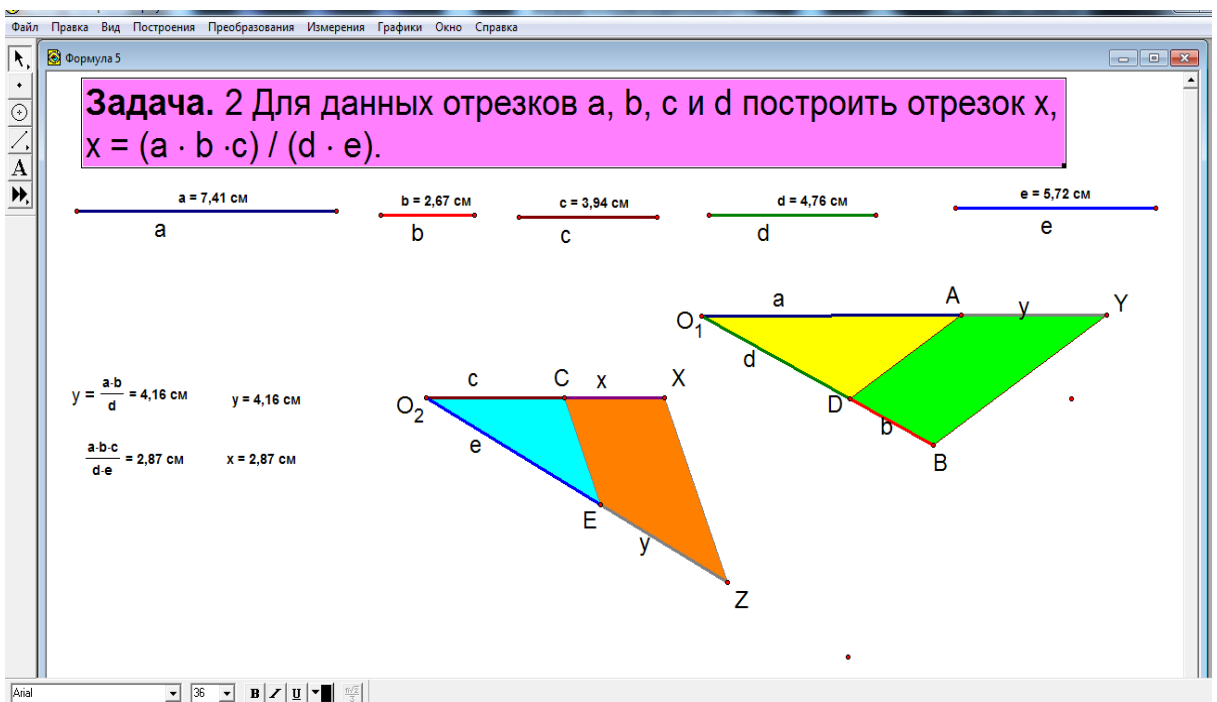 Файл Правка Вид Построения Преобразования Измерения Графики Окно Справка
Формула 5
Задача. 2 Для данных отрезков a, b, c и d построить отрезок x,
x = (a · b ·c) / (d · e).
a = 7,41 см
b = 2,67 см
c = 3,94 см
d = 4,76 см
e = 5,72 см
a
b
c
d
e
a
A
y
Y
O1
d
D
b
B
c
C
x
X
O2
e
E
y
Z
y = a·b/d = 4,16 см
y = 4,16 см
a·b·c/d·e = 2,87 см
x = 2,87 см
A
Arial 36 B I U